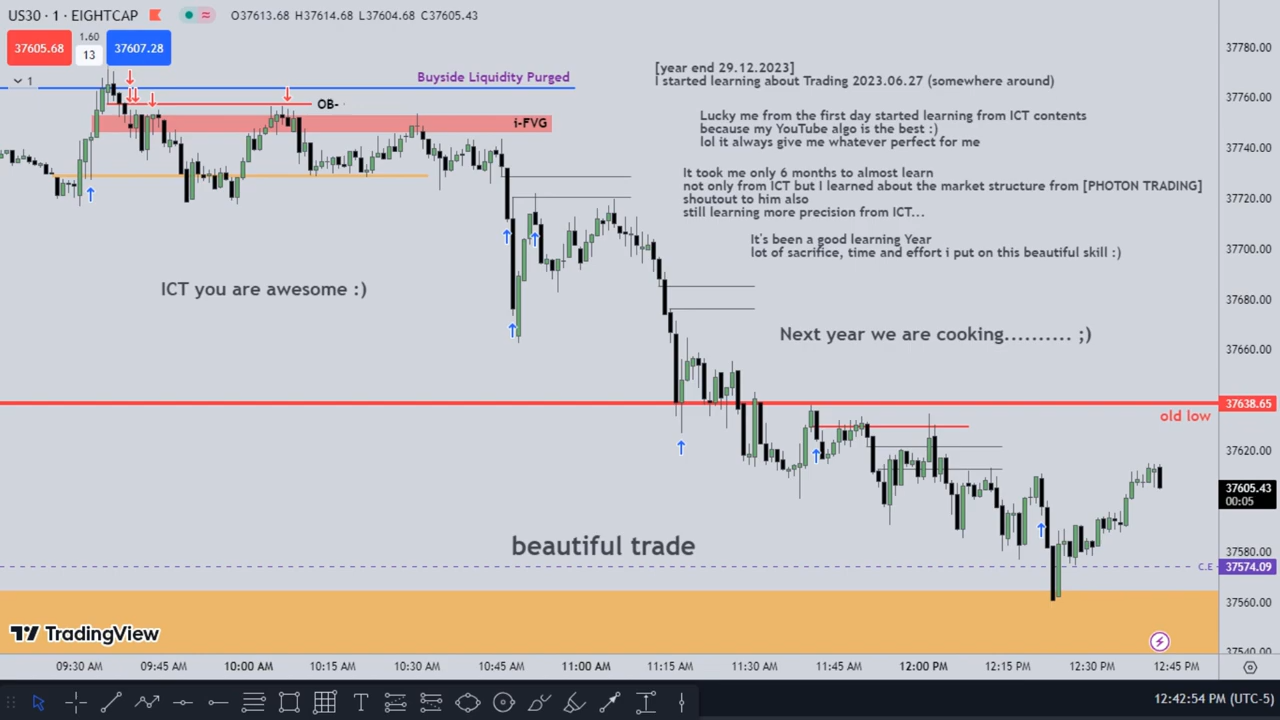 US30 · 1 · EIGHTCAP
O37613.68 H37614.68 L37604.68 C37605.43
37605.68
1.60
13
37607.28
1
Buyside Liquidity Purged
OB-
i-FVG
[year end 29.12.2023]
I started learning about Trading 2023.06.27 (somewhere around)
Lucky me from the first day started learning from ICT contents
because my YouTube algo is the best :)
lol it always give me whatever perfect for me
It took me only 6 months to almost learn
not only from ICT but I learned about the market structure from [PHOTON TRADING]
shoutout to him also
still learning more precision from ICT...
It's been a good learning Year
lot of sacrifice, time and effort i put on this beautiful skill :)
ICT you are awesome :)
Next year we are cooking.......... ;)
old low
beautiful trade
C.E
37780.00
37760.00
37740.00
37720.00
37700.00
37680.00
37660.00
37638.65
37620.00
37605.43
00:05
37580.00
37574.09
37560.00
37540.00
TradingView
09:30 AM 09:45 AM 10:00 AM 10:15 AM 10:30 AM 10:45 AM 11:00 AM 11:15 AM 11:30 AM 11:45 AM 12:00 PM 12:15 PM 12:30 PM 12:45 PM
12:42:54 PM (UTC-5)